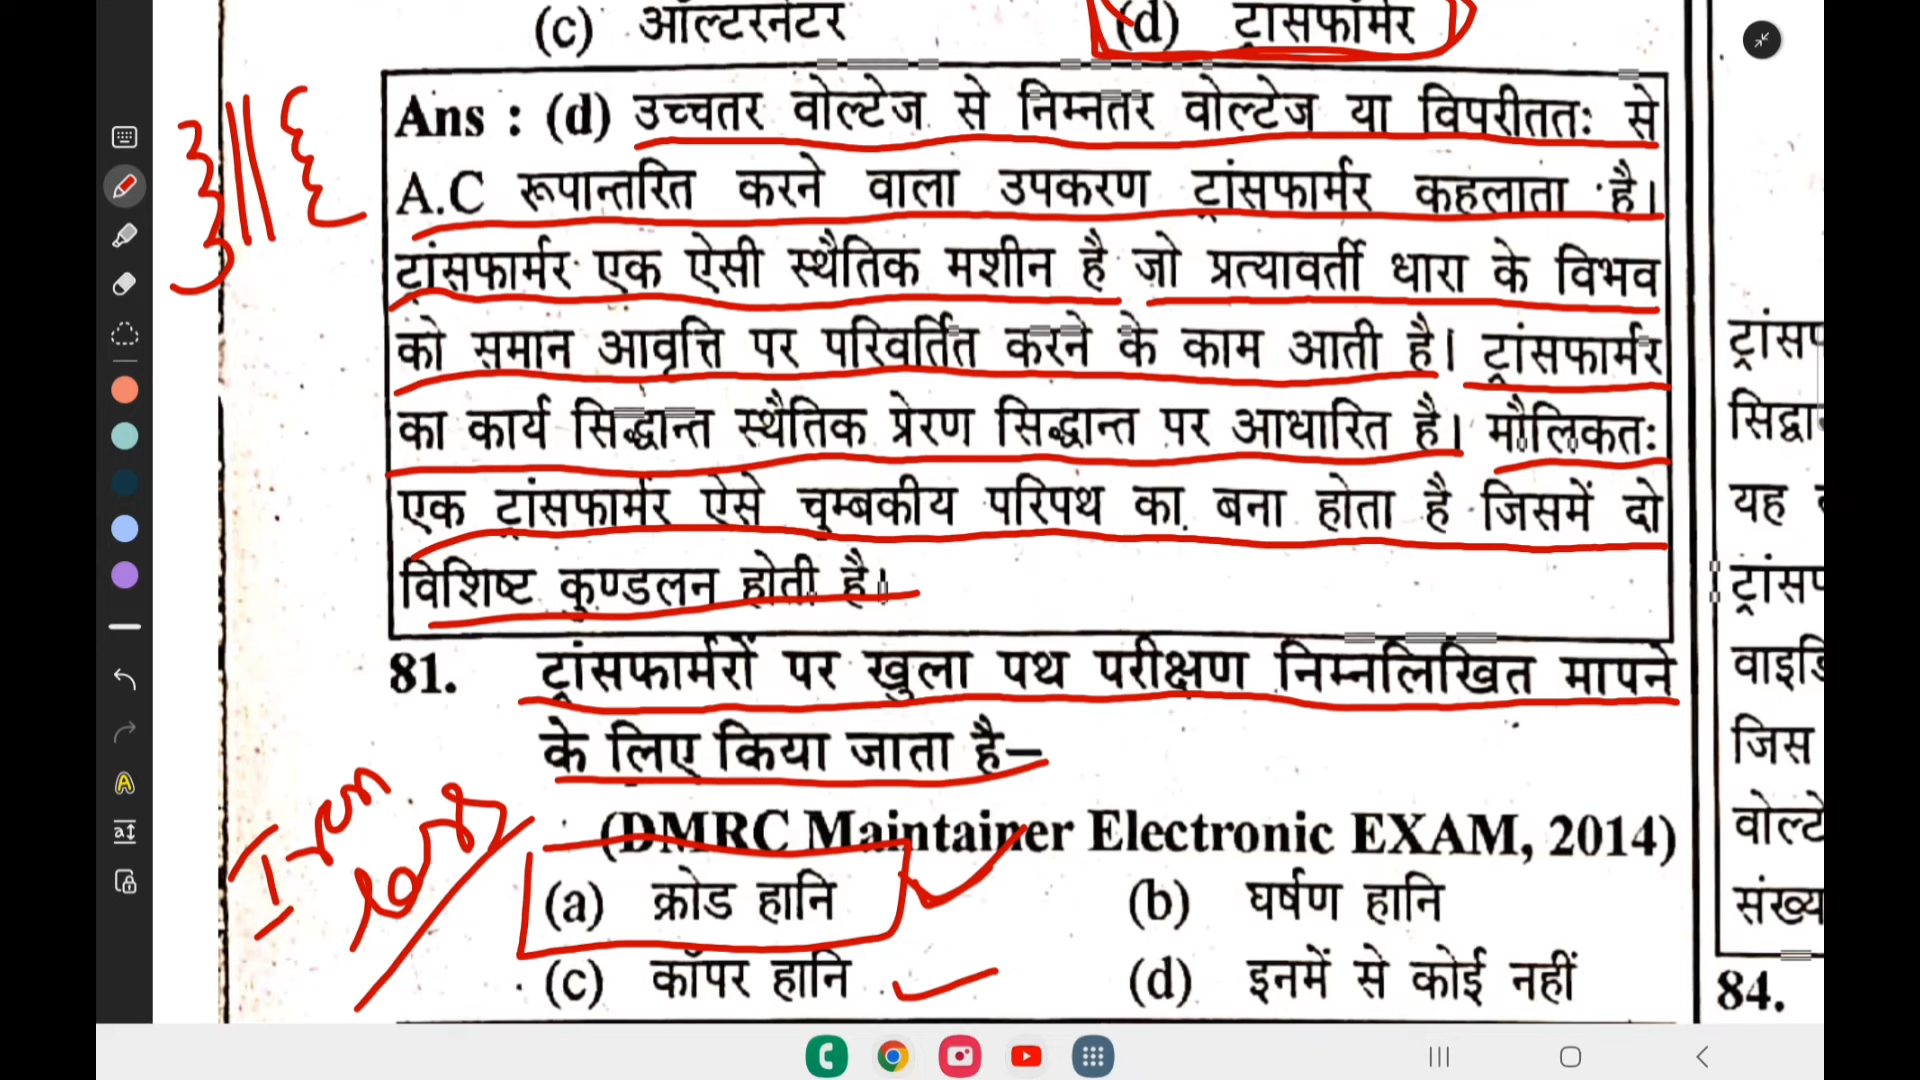 (c) ऑल्टरनेटर (d) ट्रांसफॉर्मर
Ans : (d) उच्चतर वोल्टेज से निम्नतर वोल्टेज या विपरीततः से
A.C रूपान्तरित करने वाला उपकरण ट्रांसफार्मर कहलाता है।
ट्रांसफार्मर एक ऐसी स्थैतिक मशीन है जो प्रत्यावर्ती धारा के विभव
को समान आवृत्ति पर परिवर्तित करने के काम आती है। ट्रांसफार्मर
का कार्य सिद्धान्त स्थैतिक प्रेरण सिद्धान्त पर आधारित है। मौलिकतः
एक ट्रांसफार्मर ऐसे चुम्बकीय परिपथ का बना होता है जिसमें दो
विशिष्ट कुण्डलन होती है।
81. ट्रांसफार्मरों पर खुला पथ परीक्षण निम्नलिखित मापने
के लिए किया जाता है–
(DMRC Maintainer Electronic EXAM, 2014)
(a) क्रोड हानि (b) घर्षण हानि
(c) कॉपर हानि (d) इनमें से कोई नहीं
Iron
loss
यह
जिस
84.